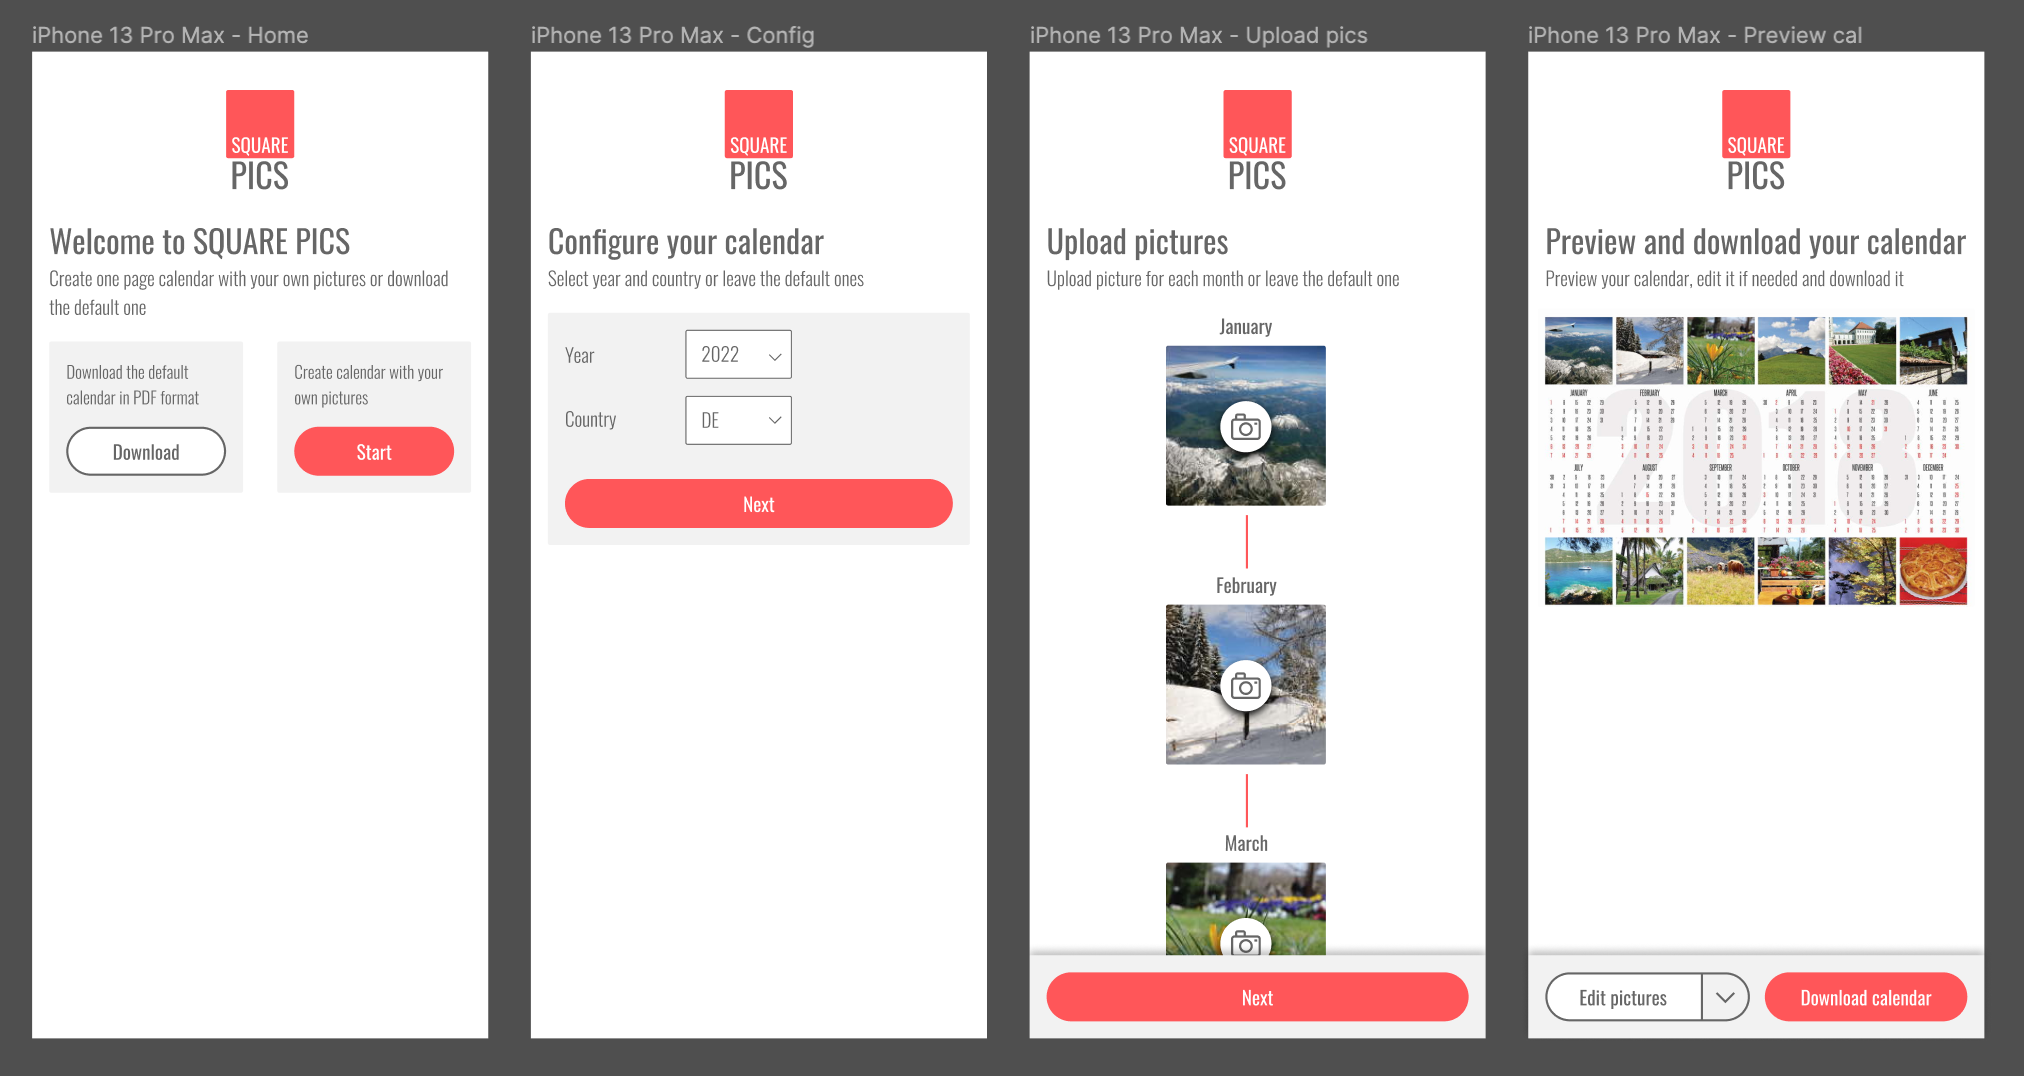 iPhone 13 Pro Max - Home
SQUARE
PICS
Welcome to SQUARE PICS
Create one page calendar with your own pictures or download
the default one
Download the default
calendar in PDF format
Download
Create calendar with your
own pictures
Start
iPhone 13 Pro Max - Config
SQUARE
PICS
Configure your calendar
Select year and country or leave the default ones
Year
2022
Country
DE
Next
iPhone 13 Pro Max - Upload pics
SQUARE
PICS
Upload pictures
Upload picture for each month or leave the default one
January
February
March
Next
iPhone 13 Pro Max - Preview cal
SQUARE
PICS
Preview and download your calendar
Preview your calendar, edit it if needed and download it
2018
JANUARY
FEBRUARY
MARCH
APRIL
MAY
JUNE
JULY
AUGUST
SEPTEMBER
OCTOBER
NOVEMBER
DECEMBER
Edit pictures
Download calendar